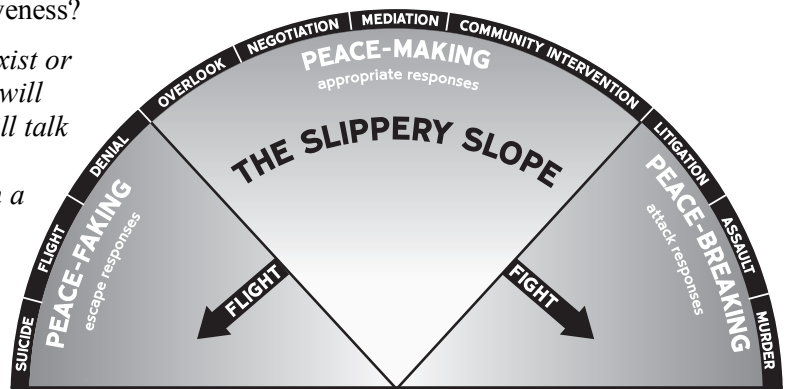 veness?
xist or
will
ll talk
n a
SUICIDE
FLIGHT
DENIAL
OVERLOOK
NEGOTIATION
MEDIATION
COMMUNITY INTERVENTION
LITIGATION
ASSAULT
MURDER
PEACE-FAKING
escape responses
PEACE-MAKING
appropriate responses
PEACE-BREAKING
attack responses
THE SLIPPERY SLOPE
FLIGHT
FIGHT